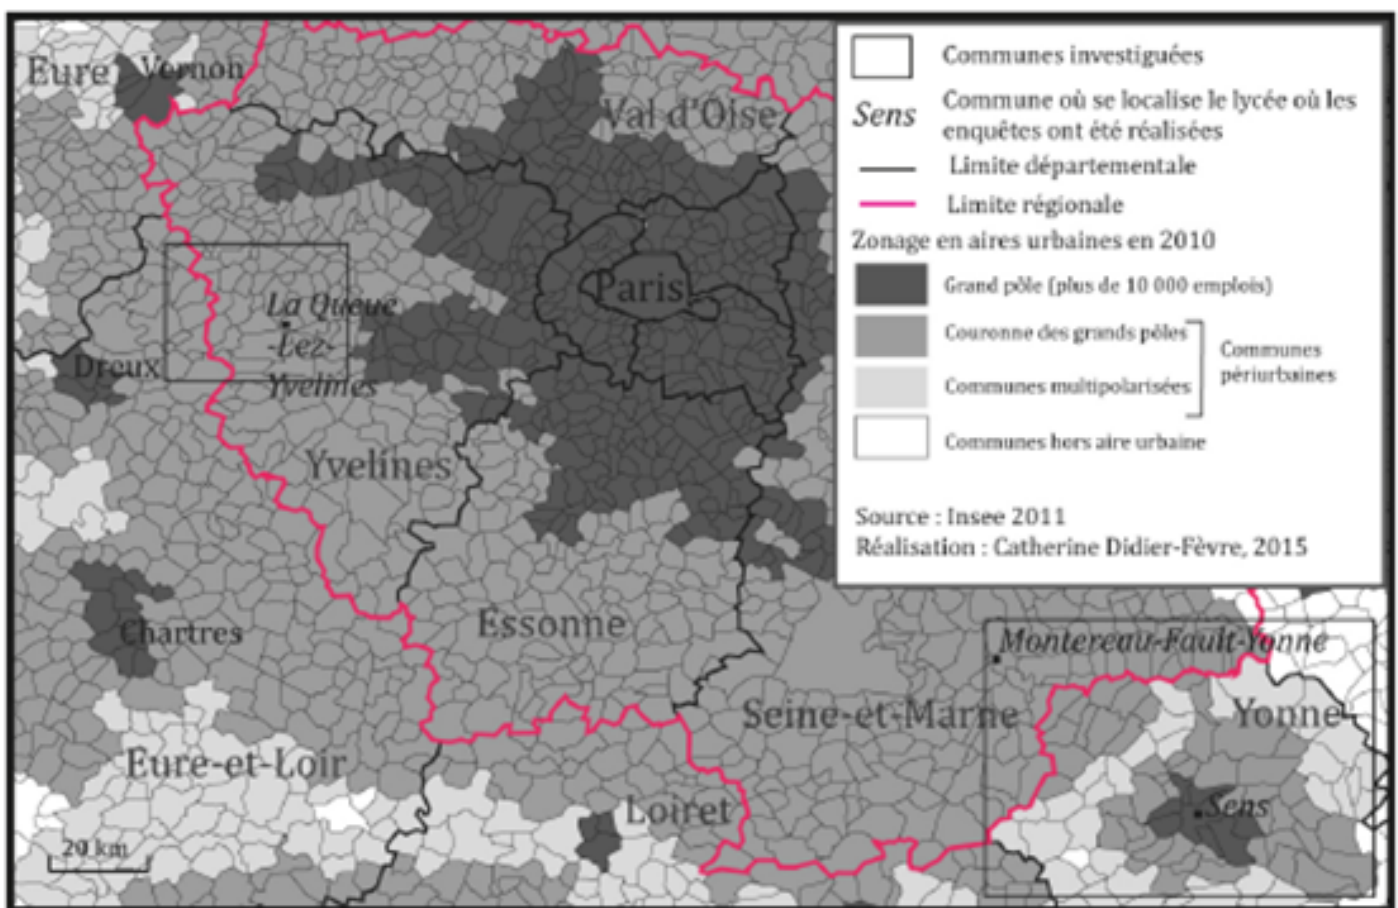 Eure
Vernon
Val d'Oise
Paris
La Queue
-Lez-
Yvelines
Dreux
Yvelines
Chartres
Essonne
Montereau-Fault-Yonne
Seine-et-Marne
Yonne
Eure-et-Loir
Loiret
Sens
20 km
Communes investiguées
Sens
Commune où se localise le lycée où les
enquêtes ont été réalisées
Limite départementale
Limite régionale
Zonage en aires urbaines en 2010
Grand pôle (plus de 10 000 emplois)
Couronne des grands pôles
Communes multipolarisées
Communes
périurbaines
Communes hors aire urbaine
Source : Insee 2011
Réalisation : Catherine Didier-Fèvre, 2015